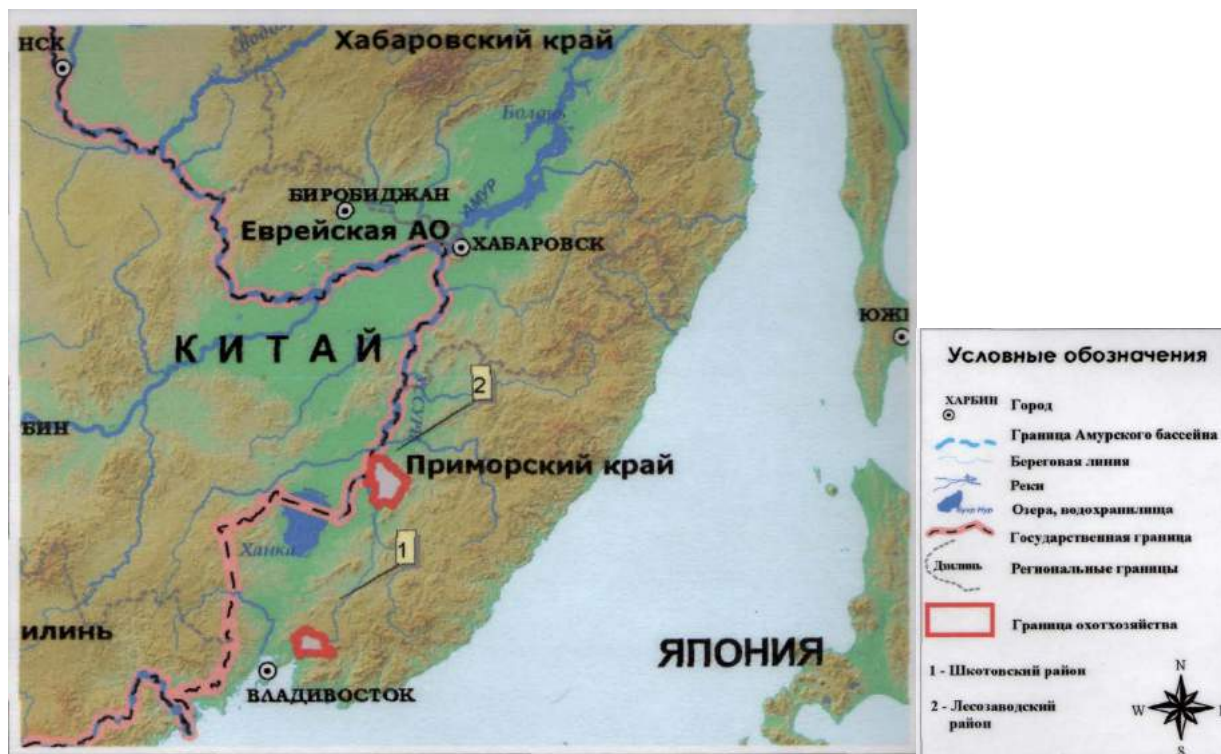 НСК
Хабаровский край
Болонь
БИРОБИДЖАН
АМУР
Еврейская АО
ХАБАРОВСК
КИТАЙ
ЮЖ
2
УССУРИ
БИН
Приморский край
Ханка
1
илинь
ЯПОНИЯ
ВЛАДИВОСТОК
Условные обозначения
ХАРБИН Город
Граница Амурского бассейна
Береговая линия
Реки
Озера, водохранилища
Государственная граница
Региональные границы
Граница охотхозяйства
1 - Шкотовский район
2 - Лесозаводский
район
N
W
S